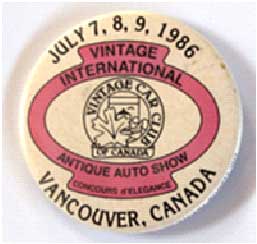 JULY 7, 8, 9, 1986
VINTAGE
INTERNATIONAL
VINTAGE CAR CLUB
OF CANADA
ANTIQUE AUTO SHOW
CONCOURS d'ELEGANCE
VANCOUVER, CANADA